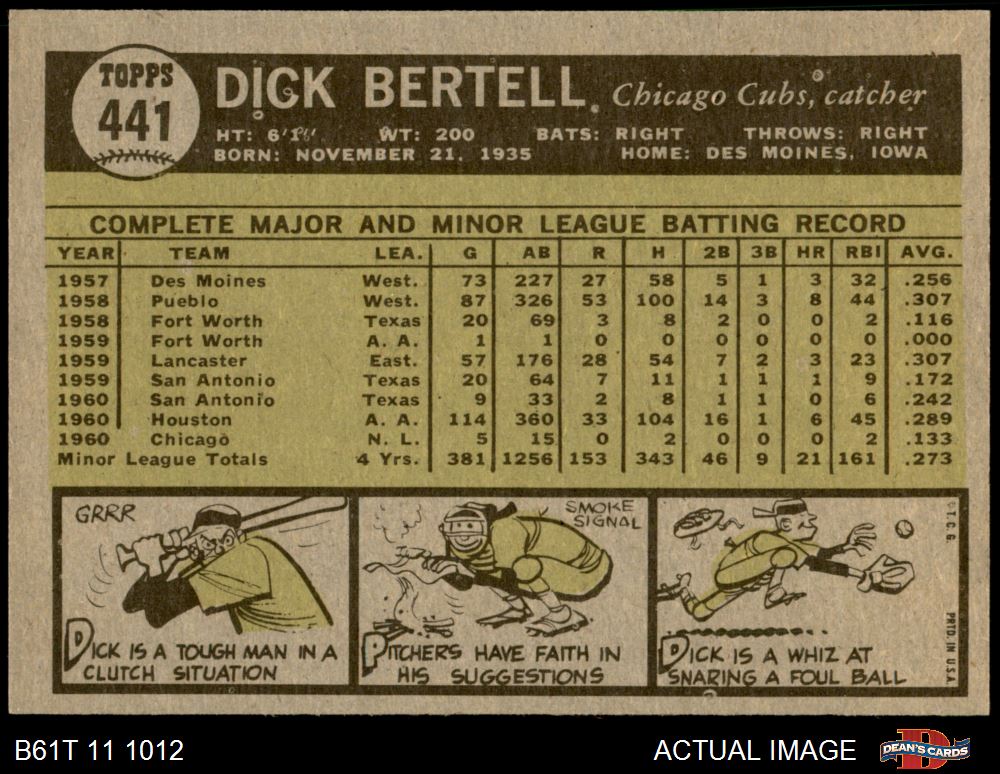 TOPPS
441
DICK BERTELL, Chicago Cubs, catcher
HT: 6' WT: 200 BATS: RIGHT THROWS: RIGHT
BORN: NOVEMBER 21, 1935 HOME: DES MOINES, IOWA
COMPLETE MAJOR AND MINOR LEAGUE BATTING RECORD
YEAR TEAM LEA. G AB R H 2B 3B HR RBI AVG.
1957 Des Moines West. 73 227 27 58 5 1 3 32 .256
1958 Pueblo West. 87 326 53 100 14 3 8 44 .307
1958 Fort Worth Texas 20 69 3 8 2 0 0 2 .116
1959 Fort Worth A. A. 1 1 0 0 0 0 0 0 .000
1959 Lancaster East. 57 176 28 54 7 2 3 23 .307
1959 San Antonio Texas 20 64 7 11 1 1 1 9 .172
1960 San Antonio Texas 9 33 2 8 1 1 0 6 .242
1960 Houston A. A. 114 360 33 104 16 1 6 45 .289
1960 Chicago N. L. 5 15 0 2 0 0 0 2 .133
Minor League Totals 4 Yrs. 381 1256 153 343 46 9 21 161 .273
GRRR
DICK IS A TOUGH MAN IN A
CLUTCH SITUATION
SMOKE
SIGNAL
PITCHERS HAVE FAITH IN
HIS SUGGESTIONS
DICK IS A WHIZ AT
SNARING A FOUL BALL
© T. C. G.
PRTD. IN U.S.A.
B61T 11 1012
ACTUAL IMAGE
DEAN'S CARDS